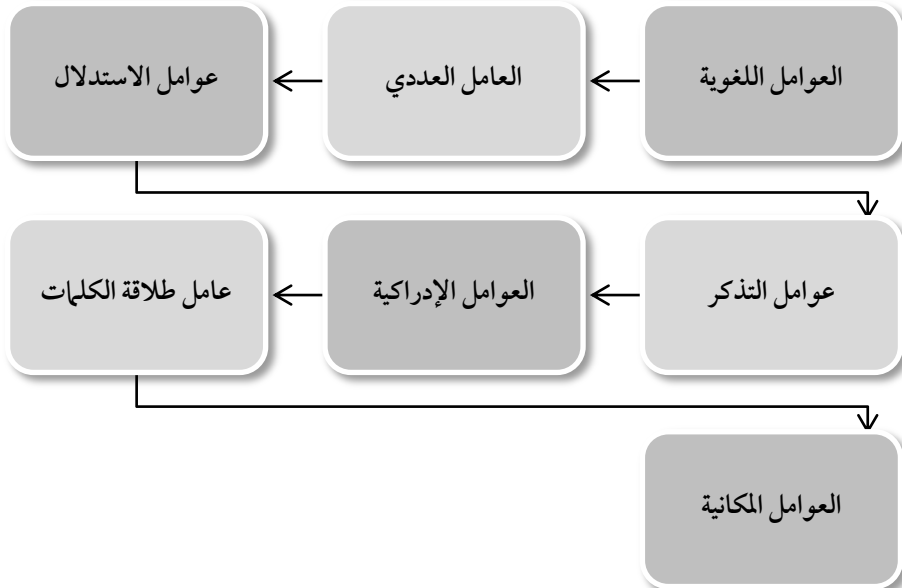 العوامل اللغوية
العامل العددي
عوامل الاستدلال
عوامل التذكر
العوامل الإدراكية
عامل طلاقة الكلمات
العوامل المكانية